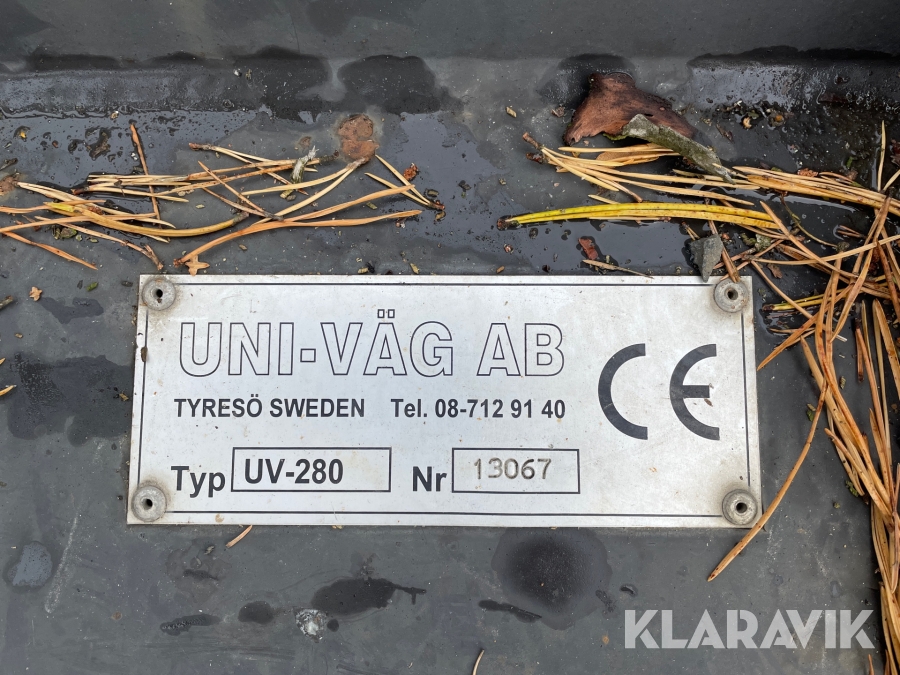 UNI-VÄG AB
TYRESÖ SWEDEN Tel. 08-712 91 40
CE
Typ UV-280 Nr 13067
KLARAVIK